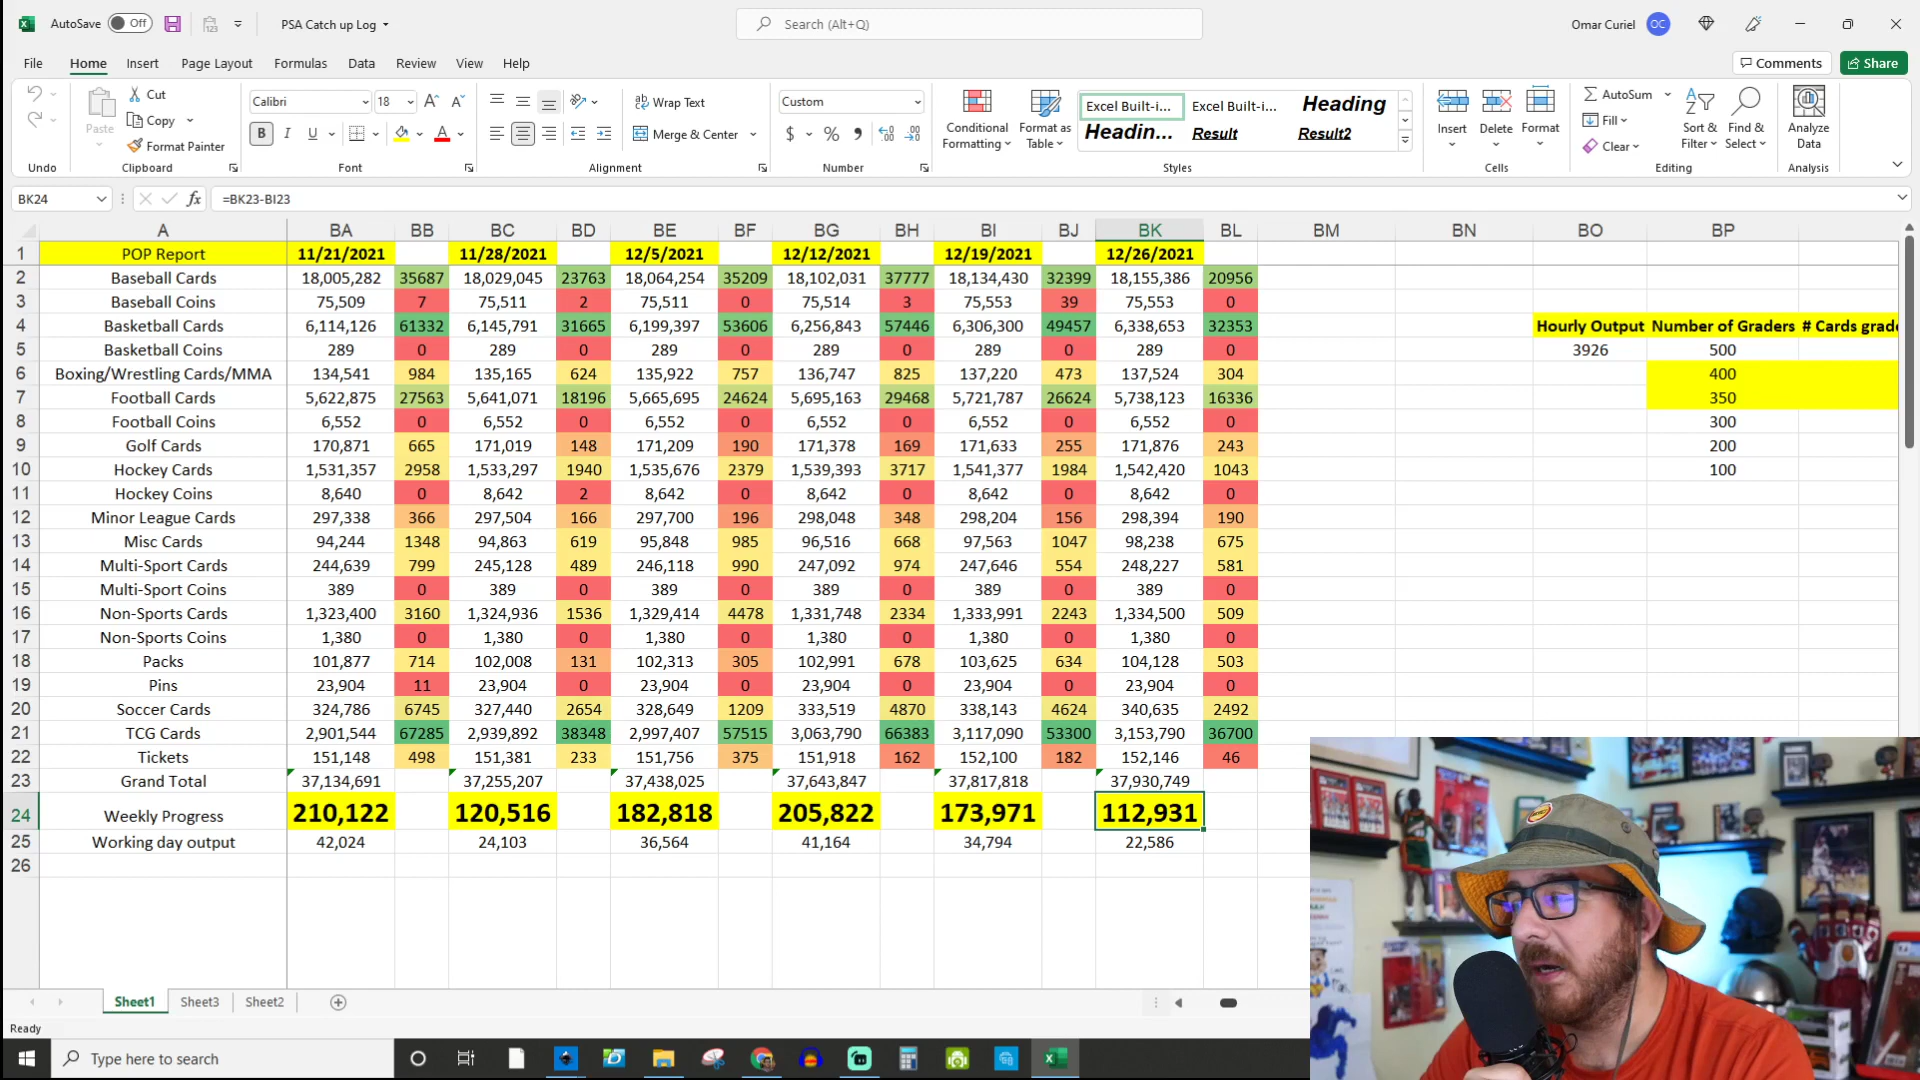 AutoSave Off PSA Catch up Log Search (Alt+Q) Omar Curiel OC
File Home Insert Page Layout Formulas Data Review View Help Comments Share
Paste Cut Copy Format Painter
Calibri 18 B I U
Wrap Text Merge & Center
Custom $ %
Conditional Formatting Format as Table
Excel Built-i... Excel Built-i... Heading
Headin... Result Result2
Insert Delete Format
AutoSum Fill Clear Sort & Filter Find & Select
Analyze Data
Undo Clipboard Font Alignment Number Styles Cells Editing Analysis
BK24 fx =BK23-BI23
A BA BB BC BD BE BF BG BH BI BJ BK BL BM BN BO BP
1 POP Report 11/21/2021 11/28/2021 12/5/2021 12/12/2021 12/19/2021 12/26/2021
2 Baseball Cards 18,005,282 35687 18,029,045 23763 18,064,254 35209 18,102,031 37777 18,134,430 32399 18,155,386 20956
3 Baseball Coins 75,509 7 75,511 2 75,511 0 75,514 3 75,553 39 75,553 0
4 Basketball Cards 6,114,126 61332 6,145,791 31665 6,199,397 53606 6,256,843 57446 6,306,300 49457 6,338,653 32353 Hourly Output Number of Graders # Cards grade
5 Basketball Coins 289 0 289 0 289 0 289 0 289 0 289 0 3926 500
6 Boxing/Wrestling Cards/MMA 134,541 984 135,165 624 135,922 757 136,747 825 137,220 473 137,524 304 400
7 Football Cards 5,622,875 27563 5,641,071 18196 5,665,695 24624 5,695,163 29468 5,721,787 26624 5,738,123 16336 350
8 Football Coins 6,552 0 6,552 0 6,552 0 6,552 0 6,552 0 6,552 0 300
9 Golf Cards 170,871 665 171,019 148 171,209 190 171,378 169 171,633 255 171,876 243 200
10 Hockey Cards 1,531,357 2958 1,533,297 1940 1,535,676 2379 1,539,393 3717 1,541,377 1984 1,542,420 1043 100
11 Hockey Coins 8,640 0 8,642 2 8,642 0 8,642 0 8,642 0 8,642 0
12 Minor League Cards 297,338 366 297,504 166 297,700 196 298,048 348 298,204 156 298,394 190
13 Misc Cards 94,244 1348 94,863 619 95,848 985 96,516 668 97,563 1047 98,238 675
14 Multi-Sport Cards 244,639 799 245,128 489 246,118 990 247,092 974 247,646 554 248,227 581
15 Multi-Sport Coins 389 0 389 0 389 0 389 0 389 0 389 0
16 Non-Sports Cards 1,323,400 3160 1,324,936 1536 1,329,414 4478 1,331,748 2334 1,333,991 2243 1,334,500 509
17 Non-Sports Coins 1,380 0 1,380 0 1,380 0 1,380 0 1,380 0 1,380 0
18 Packs 101,877 714 102,008 131 102,313 305 102,991 678 103,625 634 104,128 503
19 Pins 23,904 11 23,904 0 23,904 0 23,904 0 23,904 0 23,904 0
20 Soccer Cards 324,786 6745 327,440 2654 328,649 1209 333,519 4870 338,143 4624 340,635 2492
21 TCG Cards 2,901,544 67285 2,939,892 38348 2,997,407 57515 3,063,790 66383 3,117,090 53300 3,153,790 36700
22 Tickets 151,148 498 151,381 233 151,756 375 151,918 162 152,100 182 152,146 46
23 Grand Total 37,134,691 37,255,207 37,438,025 37,643,847 37,817,818 37,930,749
24 Weekly Progress 210,122 120,516 182,818 205,822 173,971 112,931
25 Working day output 42,024 24,103 36,564 41,164 34,794 22,586
26
Sheet1 Sheet3 Sheet2
Ready
Type here to search